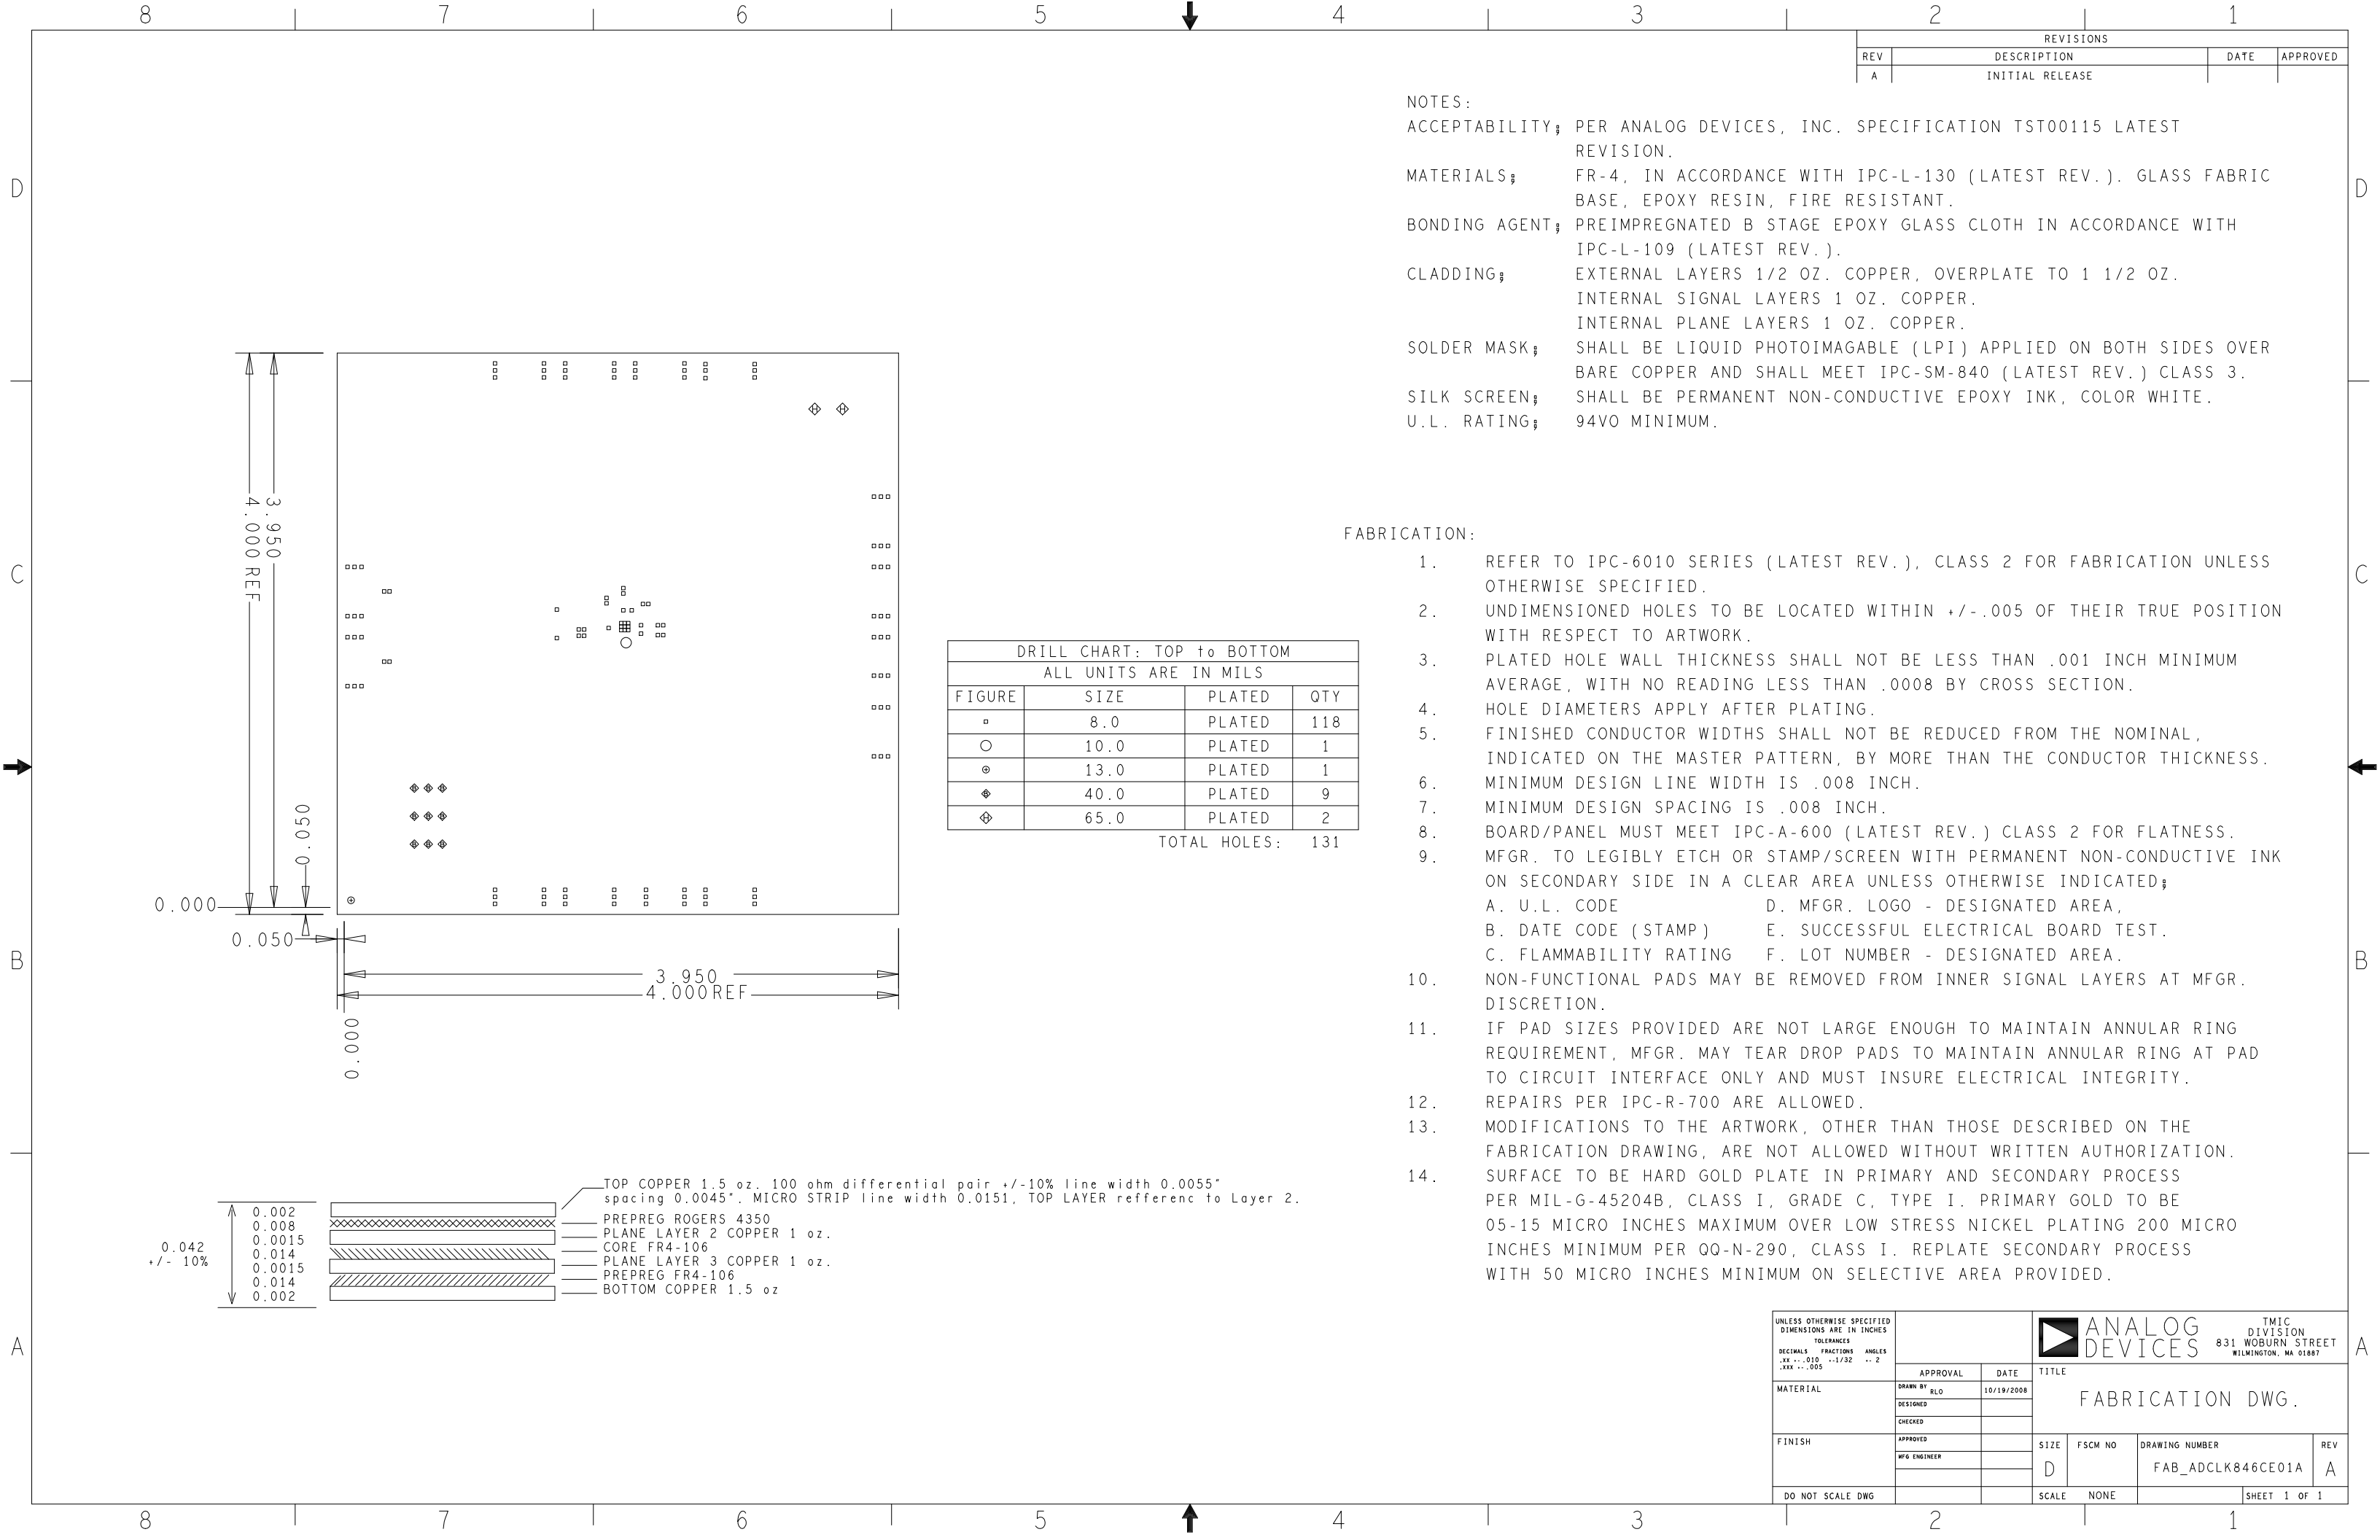 8 7 6 5 4 3 2 1
REVISIONS
REV DESCRIPTION DATE APPROVED
A INITIAL RELEASE
NOTES:
ACCEPTABILITY; PER ANALOG DEVICES, INC. SPECIFICATION TST00115 LATEST
REVISION.
MATERIALS; FR-4, IN ACCORDANCE WITH IPC-L-130 (LATEST REV.). GLASS FABRIC
BASE, EPOXY RESIN, FIRE RESISTANT.
BONDING AGENT; PREIMPREGNATED B STAGE EPOXY GLASS CLOTH IN ACCORDANCE WITH
IPC-L-109 (LATEST REV.).
CLADDING; EXTERNAL LAYERS 1/2 OZ. COPPER, OVERPLATE TO 1 1/2 OZ.
INTERNAL SIGNAL LAYERS 1 OZ. COPPER.
INTERNAL PLANE LAYERS 1 OZ. COPPER.
SOLDER MASK; SHALL BE LIQUID PHOTOIMAGABLE (LPI) APPLIED ON BOTH SIDES OVER
BARE COPPER AND SHALL MEET IPC-SM-840 (LATEST REV.) CLASS 3.
SILK SCREEN; SHALL BE PERMANENT NON-CONDUCTIVE EPOXY INK, COLOR WHITE.
U.L. RATING; 94VO MINIMUM.
D D
C C
B B
A A
FABRICATION:
1. REFER TO IPC-6010 SERIES (LATEST REV.), CLASS 2 FOR FABRICATION UNLESS
OTHERWISE SPECIFIED.
2. UNDIMENSIONED HOLES TO BE LOCATED WITHIN +/-.005 OF THEIR TRUE POSITION
WITH RESPECT TO ARTWORK.
3. PLATED HOLE WALL THICKNESS SHALL NOT BE LESS THAN .001 INCH MINIMUM
AVERAGE, WITH NO READING LESS THAN .0008 BY CROSS SECTION.
4. HOLE DIAMETERS APPLY AFTER PLATING.
5. FINISHED CONDUCTOR WIDTHS SHALL NOT BE REDUCED FROM THE NOMINAL,
INDICATED ON THE MASTER PATTERN, BY MORE THAN THE CONDUCTOR THICKNESS.
6. MINIMUM DESIGN LINE WIDTH IS .008 INCH.
7. MINIMUM DESIGN SPACING IS .008 INCH.
8. BOARD/PANEL MUST MEET IPC-A-600 (LATEST REV.) CLASS 2 FOR FLATNESS.
9. MFGR. TO LEGIBLY ETCH OR STAMP/SCREEN WITH PERMANENT NON-CONDUCTIVE INK
ON SECONDARY SIDE IN A CLEAR AREA UNLESS OTHERWISE INDICATED;
A. U.L. CODE D. MFGR. LOGO - DESIGNATED AREA,
B. DATE CODE (STAMP) E. SUCCESSFUL ELECTRICAL BOARD TEST.
C. FLAMMABILITY RATING F. LOT NUMBER - DESIGNATED AREA.
10. NON-FUNCTIONAL PADS MAY BE REMOVED FROM INNER SIGNAL LAYERS AT MFGR.
DISCRETION.
11. IF PAD SIZES PROVIDED ARE NOT LARGE ENOUGH TO MAINTAIN ANNULAR RING
REQUIREMENT, MFGR. MAY TEAR DROP PADS TO MAINTAIN ANNULAR RING AT PAD
TO CIRCUIT INTERFACE ONLY AND MUST INSURE ELECTRICAL INTEGRITY.
12. REPAIRS PER IPC-R-700 ARE ALLOWED.
13. MODIFICATIONS TO THE ARTWORK, OTHER THAN THOSE DESCRIBED ON THE
FABRICATION DRAWING, ARE NOT ALLOWED WITHOUT WRITTEN AUTHORIZATION.
14. SURFACE TO BE HARD GOLD PLATE IN PRIMARY AND SECONDARY PROCESS
PER MIL-G-45204B, CLASS I, GRADE C, TYPE I. PRIMARY GOLD TO BE
05-15 MICRO INCHES MAXIMUM OVER LOW STRESS NICKEL PLATING 200 MICRO
INCHES MINIMUM PER QQ-N-290, CLASS I. REPLATE SECONDARY PROCESS
WITH 50 MICRO INCHES MINIMUM ON SELECTIVE AREA PROVIDED.
3.950
4.000 REF
0.050
0.000
0.050
3.950
4.000 REF
0.000
DRILL CHART: TOP to BOTTOM
ALL UNITS ARE IN MILS
FIGURE SIZE PLATED QTY
8.0 PLATED 118
10.0 PLATED 1
13.0 PLATED 1
40.0 PLATED 9
65.0 PLATED 2
TOTAL HOLES: 131
TOP COPPER 1.5 oz. 100 ohm differential pair +/-10% line width 0.0055"
spacing 0.0045". MICRO STRIP line width 0.0151, TOP LAYER refferenc to Layer 2.
0.002
0.008 PREPREG ROGERS 4350
0.0015 PLANE LAYER 2 COPPER 1 oz.
0.014 CORE FR4-106
0.0015 PLANE LAYER 3 COPPER 1 oz.
0.014 PREPREG FR4-106
0.002 BOTTOM COPPER 1.5 oz
0.042
+/- 10%
UNLESS OTHERWISE SPECIFIED
DIMENSIONS ARE IN INCHES
TOLERANCES
DECIMALS FRACTIONS ANGLES
.XX +-.010 +-1/32 +- 2
.XXX +-.005
MATERIAL
FINISH
DO NOT SCALE DWG
APPROVAL DATE
DRAWN BY RLO 10/19/2008
DESIGNED
CHECKED
APPROVED
MFG ENGINEER
ANALOG
DEVICES
TMIC
DIVISION
831 WOBURN STREET
WILMINGTON, MA 01887
TITLE
FABRICATION DWG.
SIZE FSCM NO DRAWING NUMBER REV
D FAB_ADCLK846CE01A A
SCALE NONE SHEET 1 OF 1
8 7 6 5 4 3 2 1